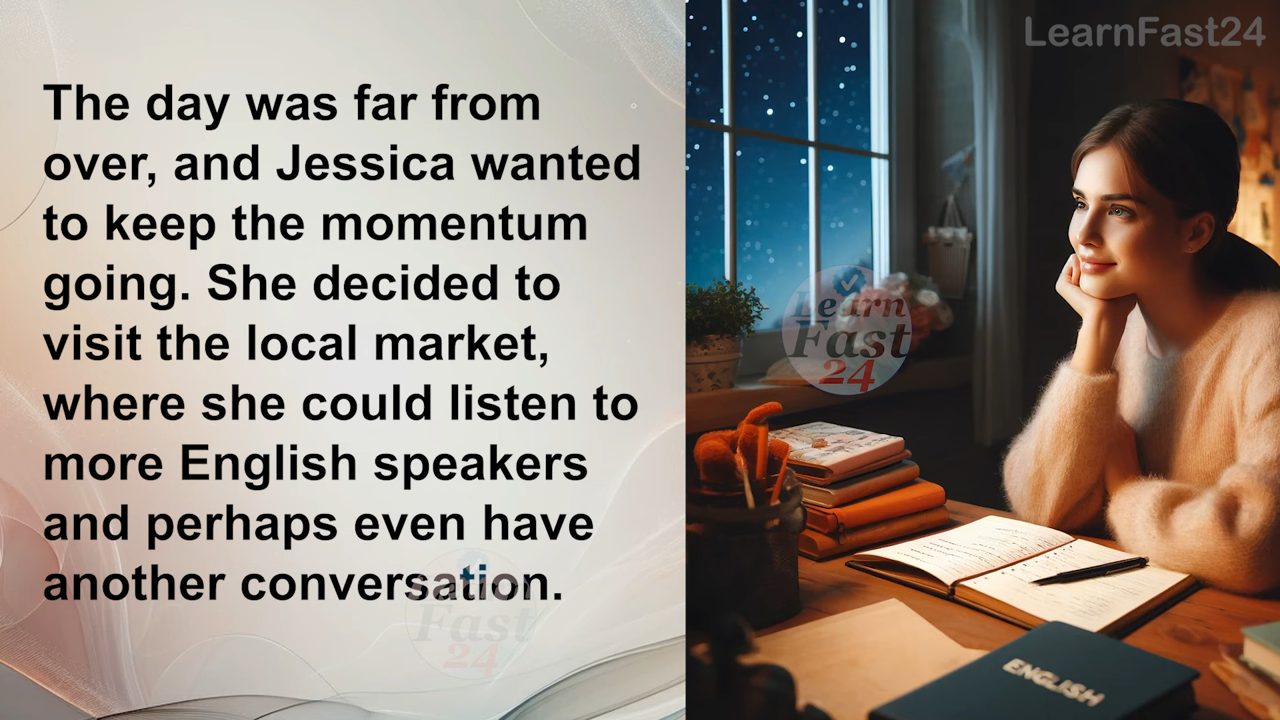 LearnFast24
The day was far from
over, and Jessica wanted
to keep the momentum
going. She decided to
visit the local market,
where she could listen to
more English speakers
and perhaps even have
another conversation.
Learn
Fast
24
Fast
24
ENGLISH